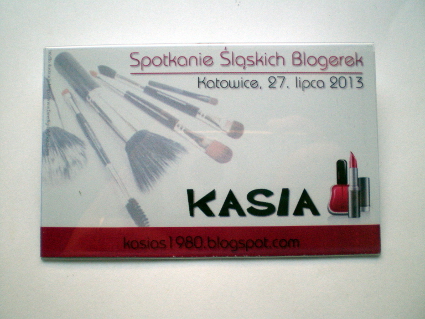 Spotkanie Śląskich Blogerek
Katowice, 27. lipca 2013
KASIA
kasias1980.blogspot.com